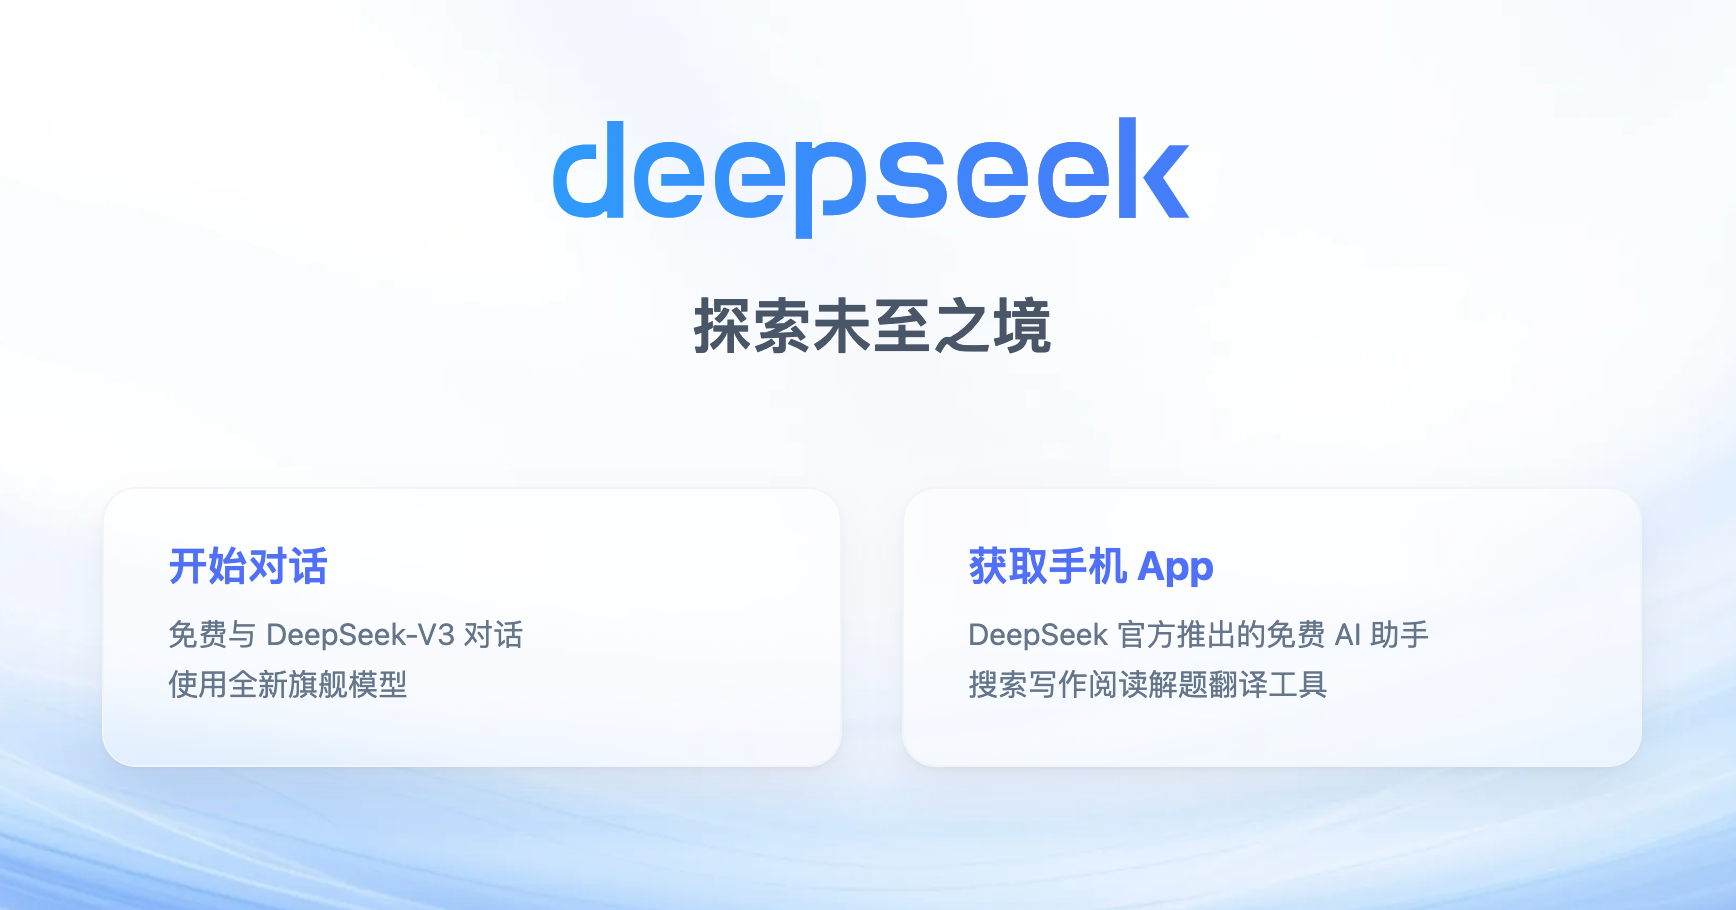 deepseek
探索未至之境
开始对话
免费与 DeepSeek-V3 对话
使用全新旗舰模型
获取手机 App
DeepSeek 官方推出的免费 AI 助手
搜索写作阅读解题翻译工具